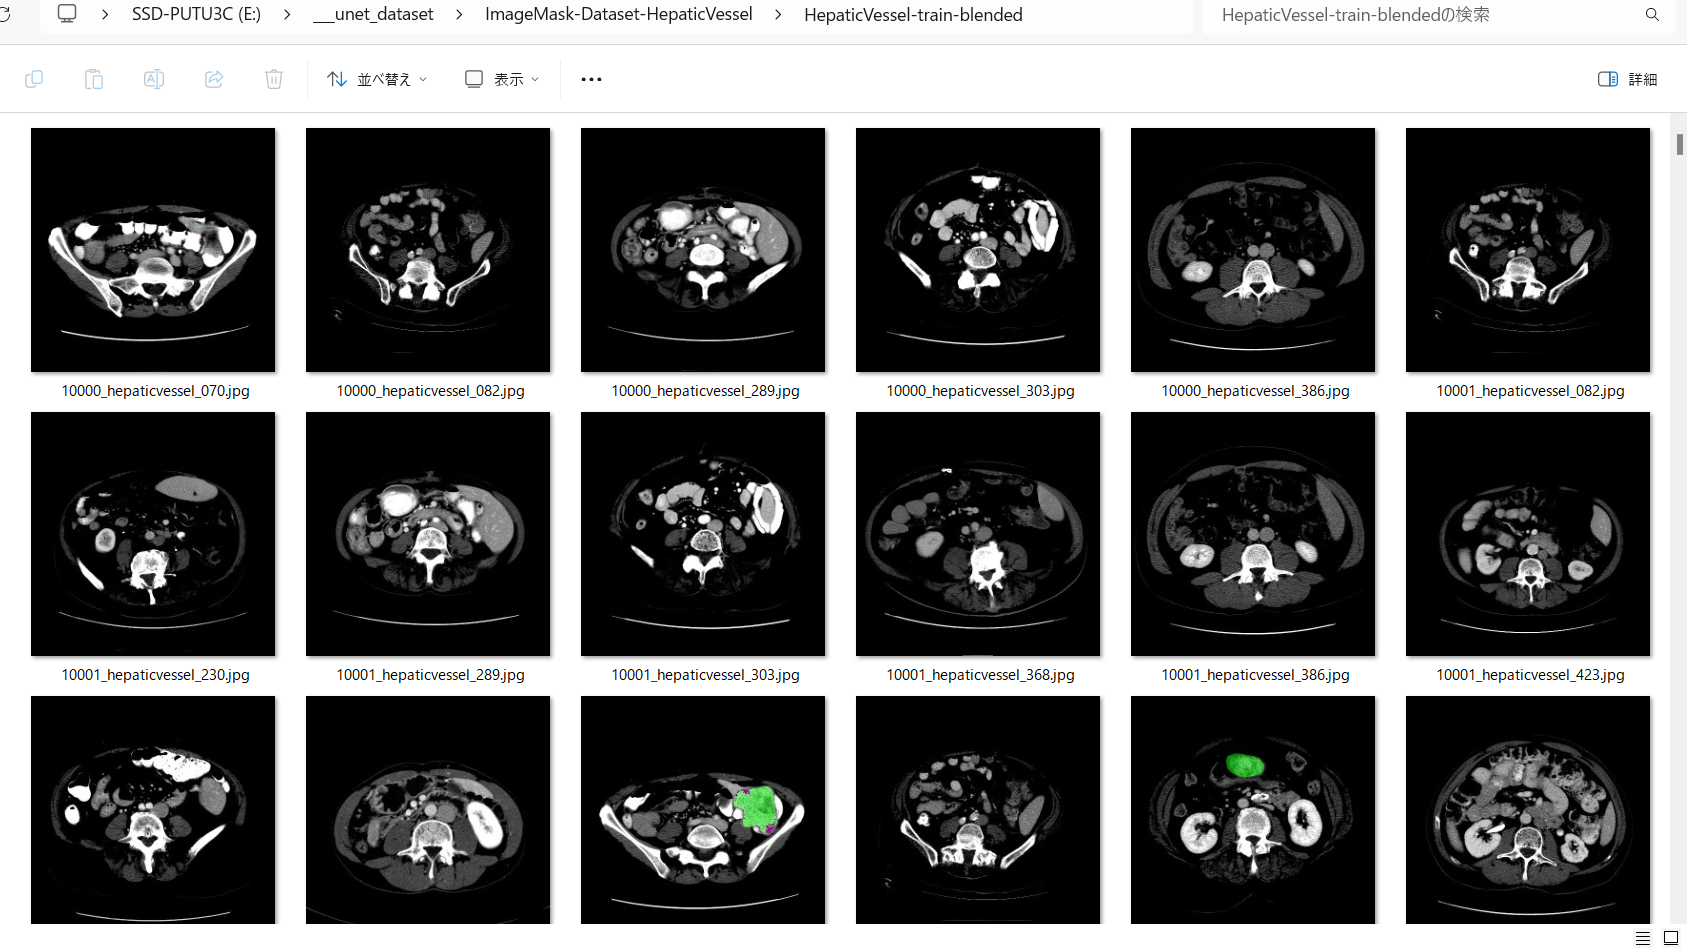 SSD-PUTU3C (E:) > ___unet_dataset > ImageMask-Dataset-HepaticVessel > HepaticVessel-train-blended HepaticVessel-train-blendedの検索
並べ替え 表示 ••• 詳細
10000_hepaticvessel_070.jpg 10000_hepaticvessel_082.jpg 10000_hepaticvessel_289.jpg 10000_hepaticvessel_303.jpg 10000_hepaticvessel_386.jpg 10001_hepaticvessel_082.jpg
10001_hepaticvessel_230.jpg 10001_hepaticvessel_289.jpg 10001_hepaticvessel_303.jpg 10001_hepaticvessel_368.jpg 10001_hepaticvessel_386.jpg 10001_hepaticvessel_423.jpg